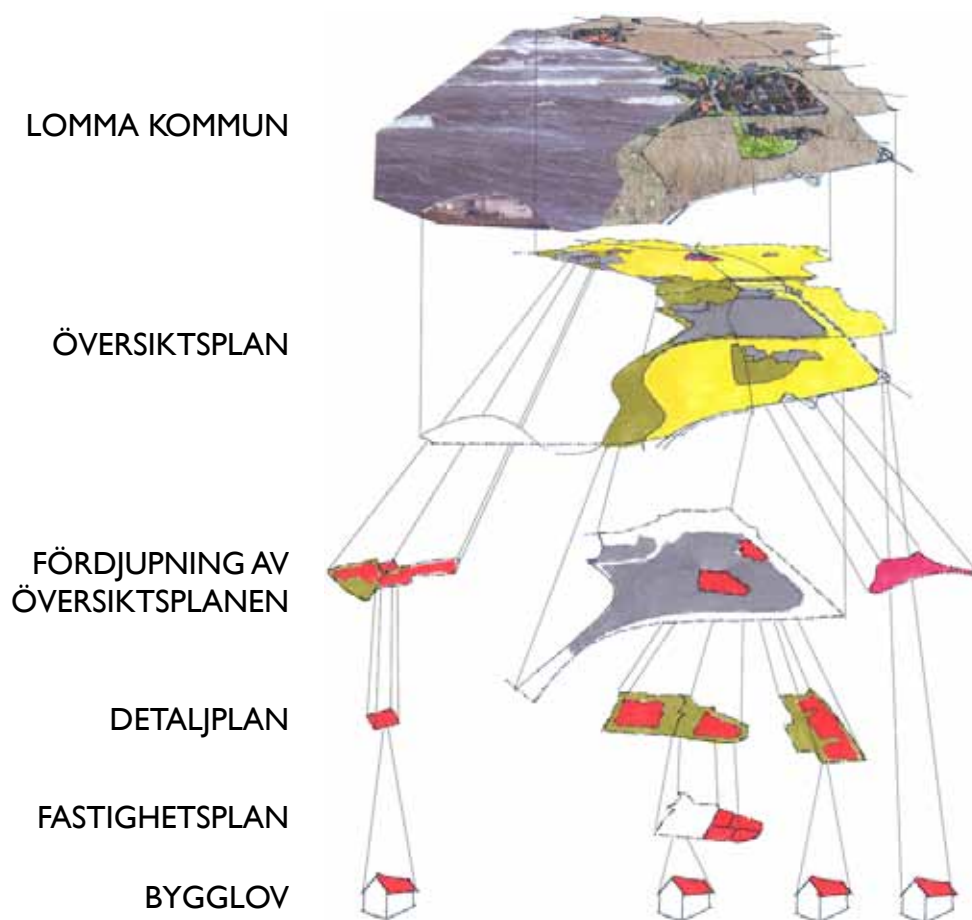 LOMMA KOMMUN
ÖVERSIKTSPLAN
FÖRDJUPNING AV
ÖVERSIKTSPLANEN
DETALJPLAN
FASTIGHETSPLAN
BYGGLOV